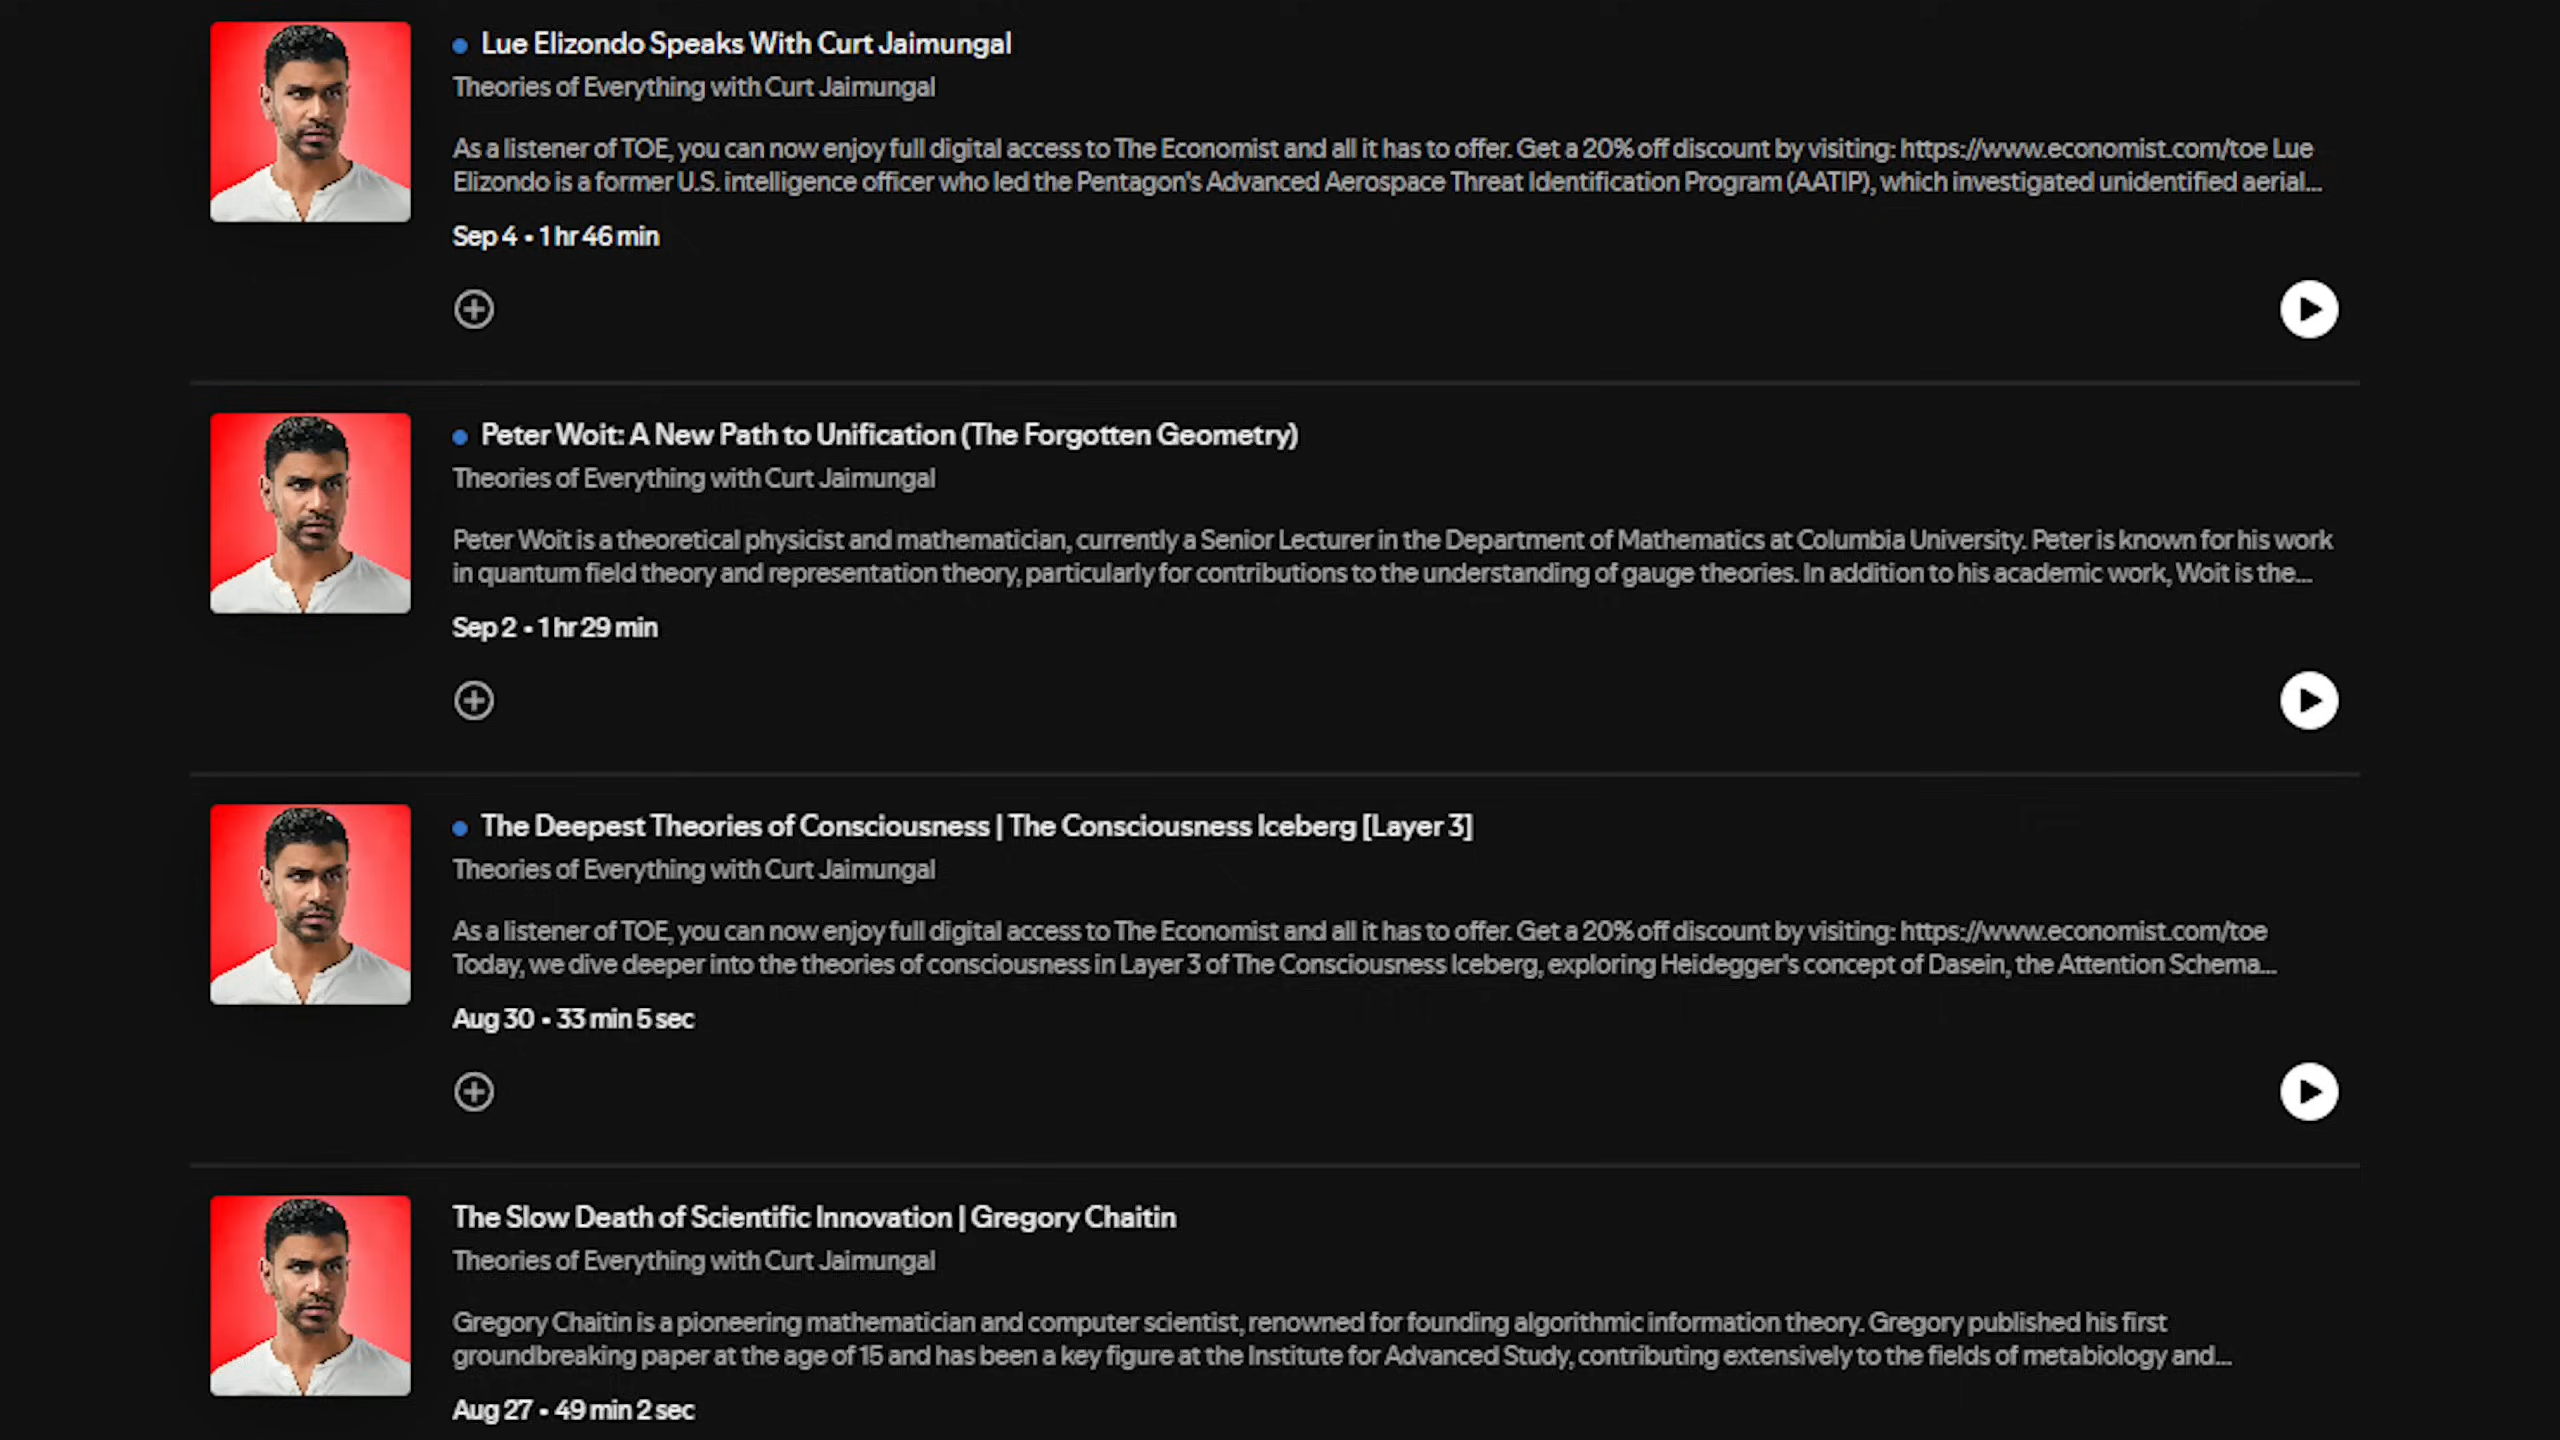 Lue Elizondo Speaks With Curt Jaimungal
Theories of Everything with Curt Jaimungal
As a listener of TOE, you can now enjoy full digital access to The Economist and all it has to offer. Get a 20% off discount by visiting: https://www.economist.com/toe Lue
Elizondo is a former U.S. intelligence officer who led the Pentagon's Advanced Aerospace Threat Identification Program (AATIP), which investigated unidentified aerial...
Sep 4 • 1 hr 46 min
Peter Woit: A New Path to Unification (The Forgotten Geometry)
Theories of Everything with Curt Jaimungal
Peter Woit is a theoretical physicist and mathematician, currently a Senior Lecturer in the Department of Mathematics at Columbia University. Peter is known for his work
in quantum field theory and representation theory, particularly for contributions to the understanding of gauge theories. In addition to his academic work, Woit is the...
Sep 2 • 1 hr 29 min
The Deepest Theories of Consciousness | The Consciousness Iceberg [Layer 3]
Theories of Everything with Curt Jaimungal
As a listener of TOE, you can now enjoy full digital access to The Economist and all it has to offer. Get a 20% off discount by visiting: https://www.economist.com/toe
Today, we dive deeper into the theories of consciousness in Layer 3 of The Consciousness Iceberg, exploring Heidegger's concept of Dasein, the Attention Schema...
Aug 30 • 33 min 5 sec
The Slow Death of Scientific Innovation | Gregory Chaitin
Theories of Everything with Curt Jaimungal
Gregory Chaitin is a pioneering mathematician and computer scientist, renowned for founding algorithmic information theory. Gregory published his first
groundbreaking paper at the age of 15 and has been a key figure at the Institute for Advanced Study, contributing extensively to the fields of metabiology and...
Aug 27 • 49 min 2 sec